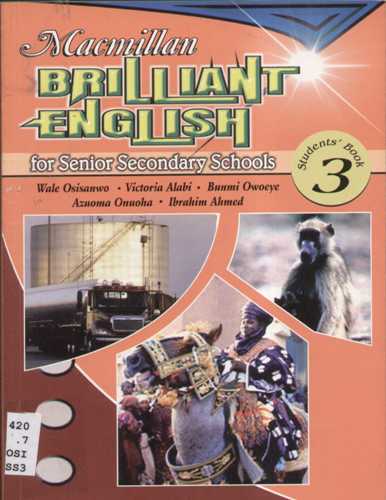 Macmillan
BRILLIANT
ENGLISH
for Senior Secondary Schools
Students' Book
3
Wale Osisanwo • Victoria Alabi • Bunmi Owoeye
Azuoma Onuoha • Ibrahim Ahmed
420
.7
OSI
SS3